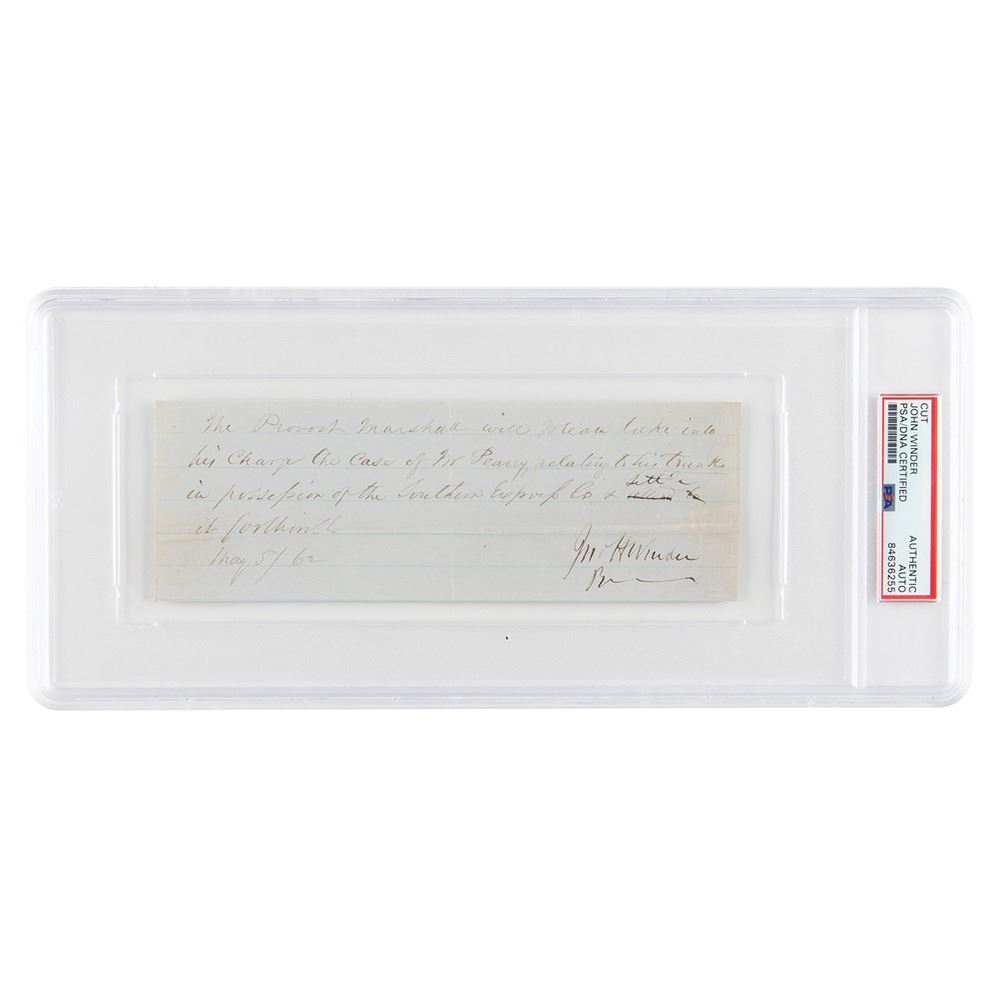 The Provost Marshall will please take into
his Charge the Case of Mr Peary, relating to his trunk
in possession of the Southern Express Co & settle
it forthwith
May 5/62
Jno H Winder
CUT
JOHN WINDER
PSA/DNA CERTIFIED
PSA
AUTHENTIC
AUTO
84636255